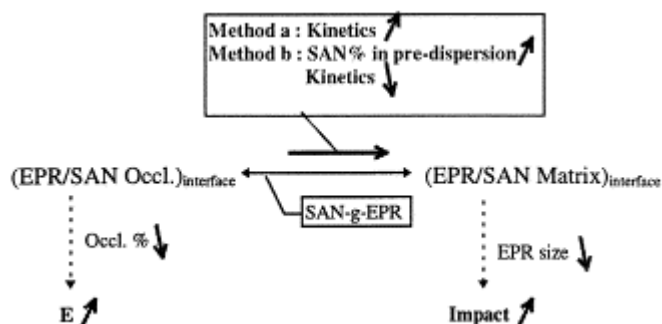 Method a : Kinetics
Method b : SAN% in pre-dispersion
Kinetics
(EPR/SAN Occl.)interface
(EPR/SAN Matrix)interface
SAN-g-EPR
Occl. %
EPR size
E
Impact